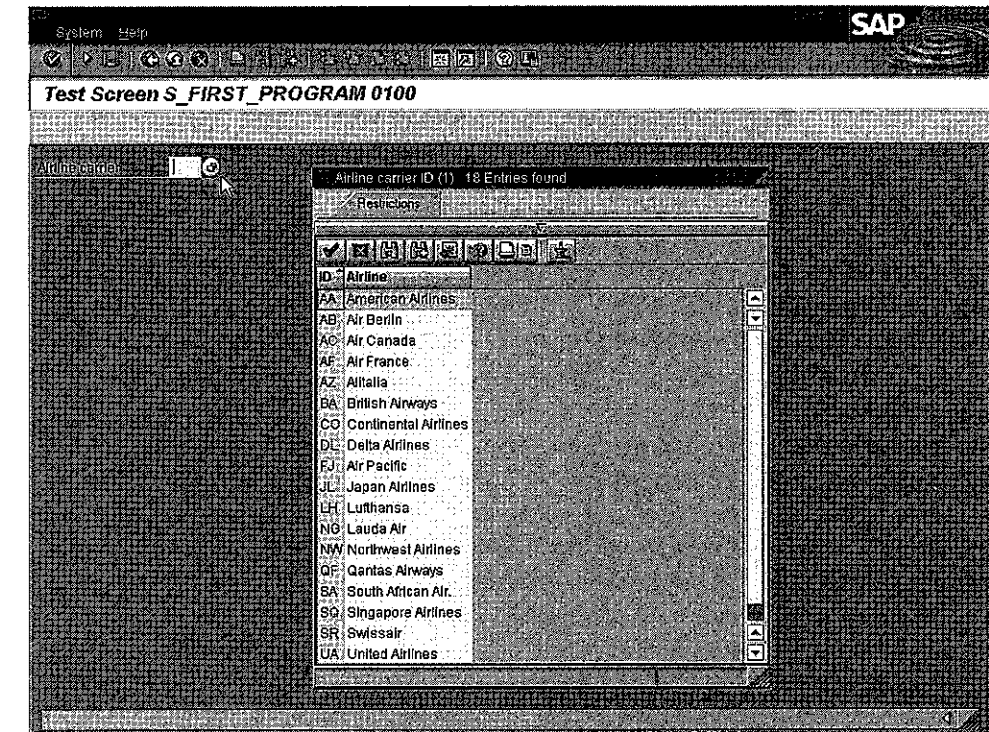 System Help
SAP
Test Screen S_FIRST_PROGRAM 0100
Airline carrier
Airline carrier ID (1) 18 Entries found
Restrictions
ID Airline
AA American Airlines
AB Air Berlin
AC Air Canada
AF Air France
AZ Alitalia
BA British Airways
CO Continental Airlines
DL Delta Airlines
FJ Air Pacific
JL Japan Airlines
LH Lufthansa
NG Lauda Air
NW Northwest Airlines
QF Qantas Airways
SA South African Air.
SQ Singapore Airlines
SR Swissair
UA United Airlines